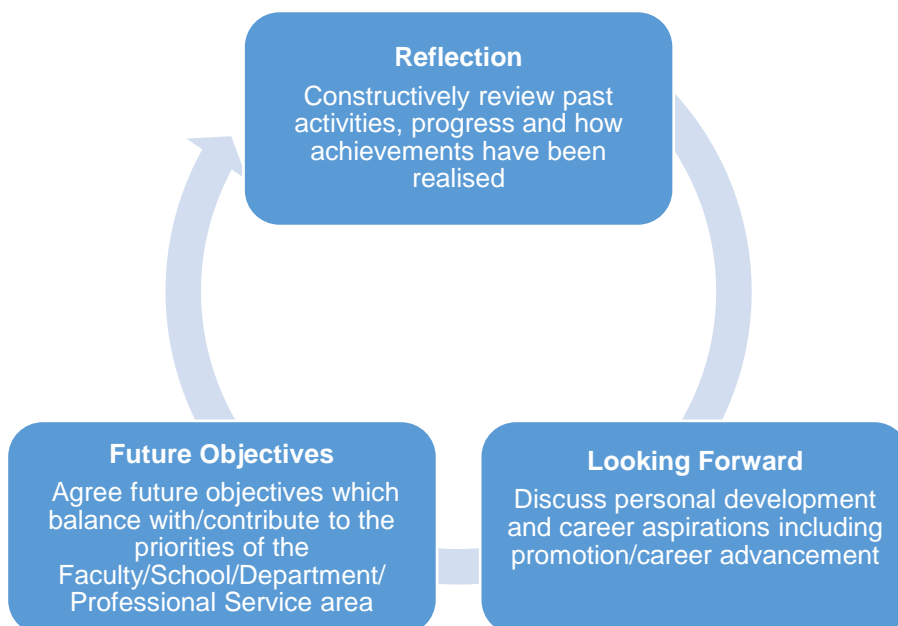 Reflection
Constructively review past
activities, progress and how
achievements have been
realised
Future Objectives
Agree future objectives which
balance with/contribute to the
priorities of the
Faculty/School/Department/
Professional Service area
Looking Forward
Discuss personal development
and career aspirations including
promotion/career advancement